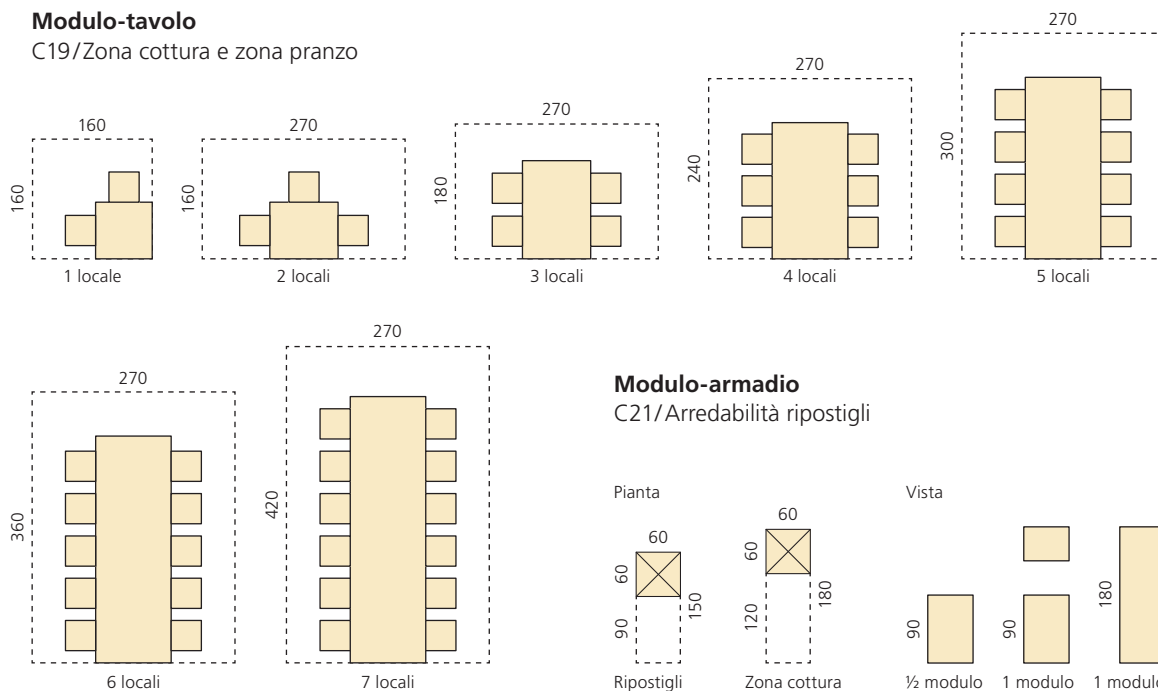 Modulo-tavolo
C19/Zona cottura e zona pranzo
160
160
1 locale
270
160
2 locali
270
180
3 locali
270
240
4 locali
270
300
5 locali
270
360
6 locali
270
420
7 locali
Modulo-armadio
C21/Arredabilità ripostigli
Pianta
60
60
90
150
Ripostigli
60
60
120
180
Zona cottura
Vista
90
½ modulo
90
1 modulo
180
1 modulo